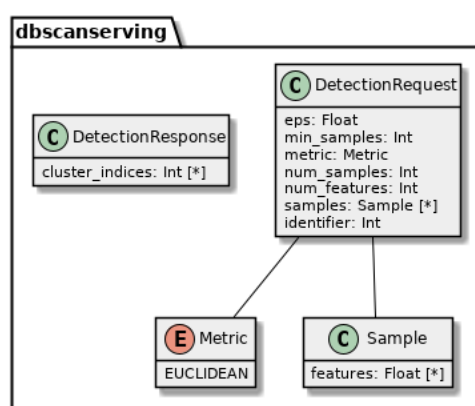 dbscanserving
C DetectionResponse
cluster_indices: Int [*]
C DetectionRequest
eps: Float
min_samples: Int
metric: Metric
num_samples: Int
num_features: Int
samples: Sample [*]
identifier: Int
E Metric
EUCLIDEAN
C Sample
features: Float [*]